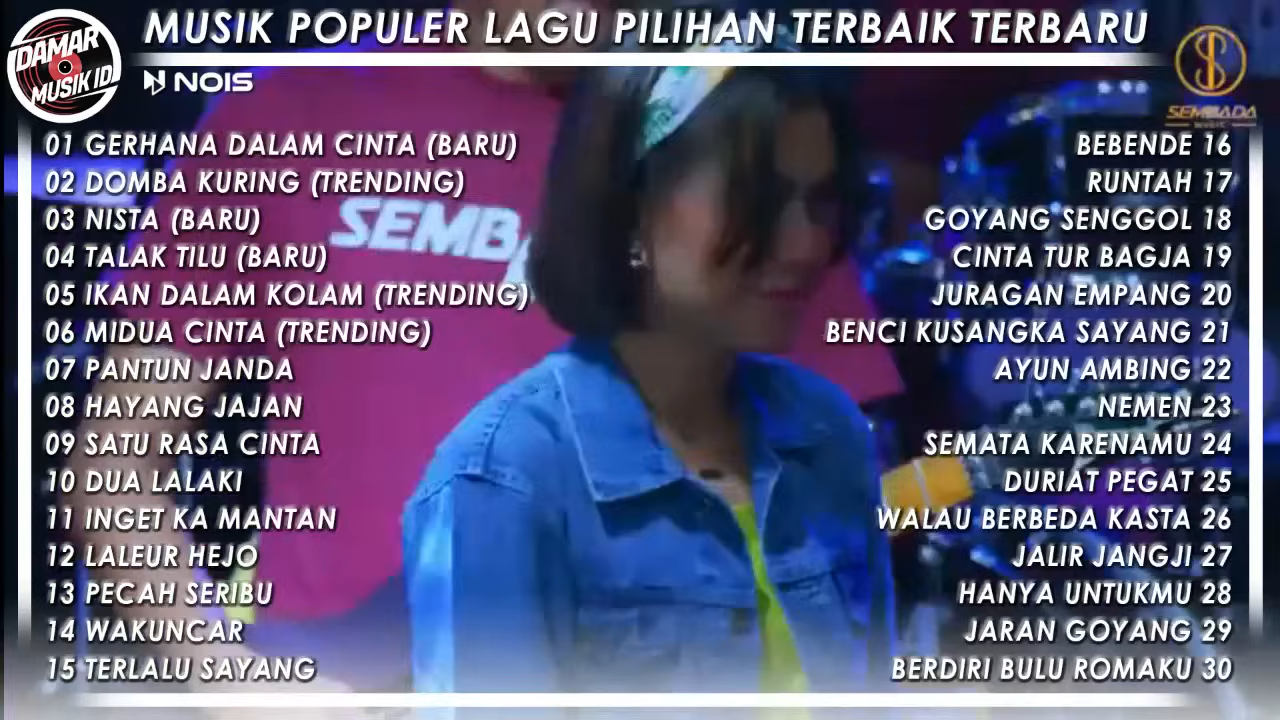 MUSIK POPULER LAGU PILIHAN TERBAIK TERBARU
DAMAR
MUSIK ID
NOIS
SEMBADA
MUSIC
SEMBA
01 GERHANA DALAM CINTA (BARU)
02 DOMBA KURING (TRENDING)
03 NISTA (BARU)
04 TALAK TILU (BARU)
05 IKAN DALAM KOLAM (TRENDING)
06 MIDUA CINTA (TRENDING)
07 PANTUN JANDA
08 HAYANG JAJAN
09 SATU RASA CINTA
10 DUA LALAKI
11 INGET KA MANTAN
12 LALEUR HEJO
13 PECAH SERIBU
14 WAKUNCAR
15 TERLALU SAYANG
BEBENDE 16
RUNTAH 17
GOYANG SENGGOL 18
CINTA TUR BAGJA 19
JURAGAN EMPANG 20
BENCI KUSANGKA SAYANG 21
AYUN AMBING 22
NEMEN 23
SEMATA KARENAMU 24
DURIAT PEGAT 25
WALAU BERBEDA KASTA 26
JALIR JANGJI 27
HANYA UNTUKMU 28
JARAN GOYANG 29
BERDIRI BULU ROMAKU 30